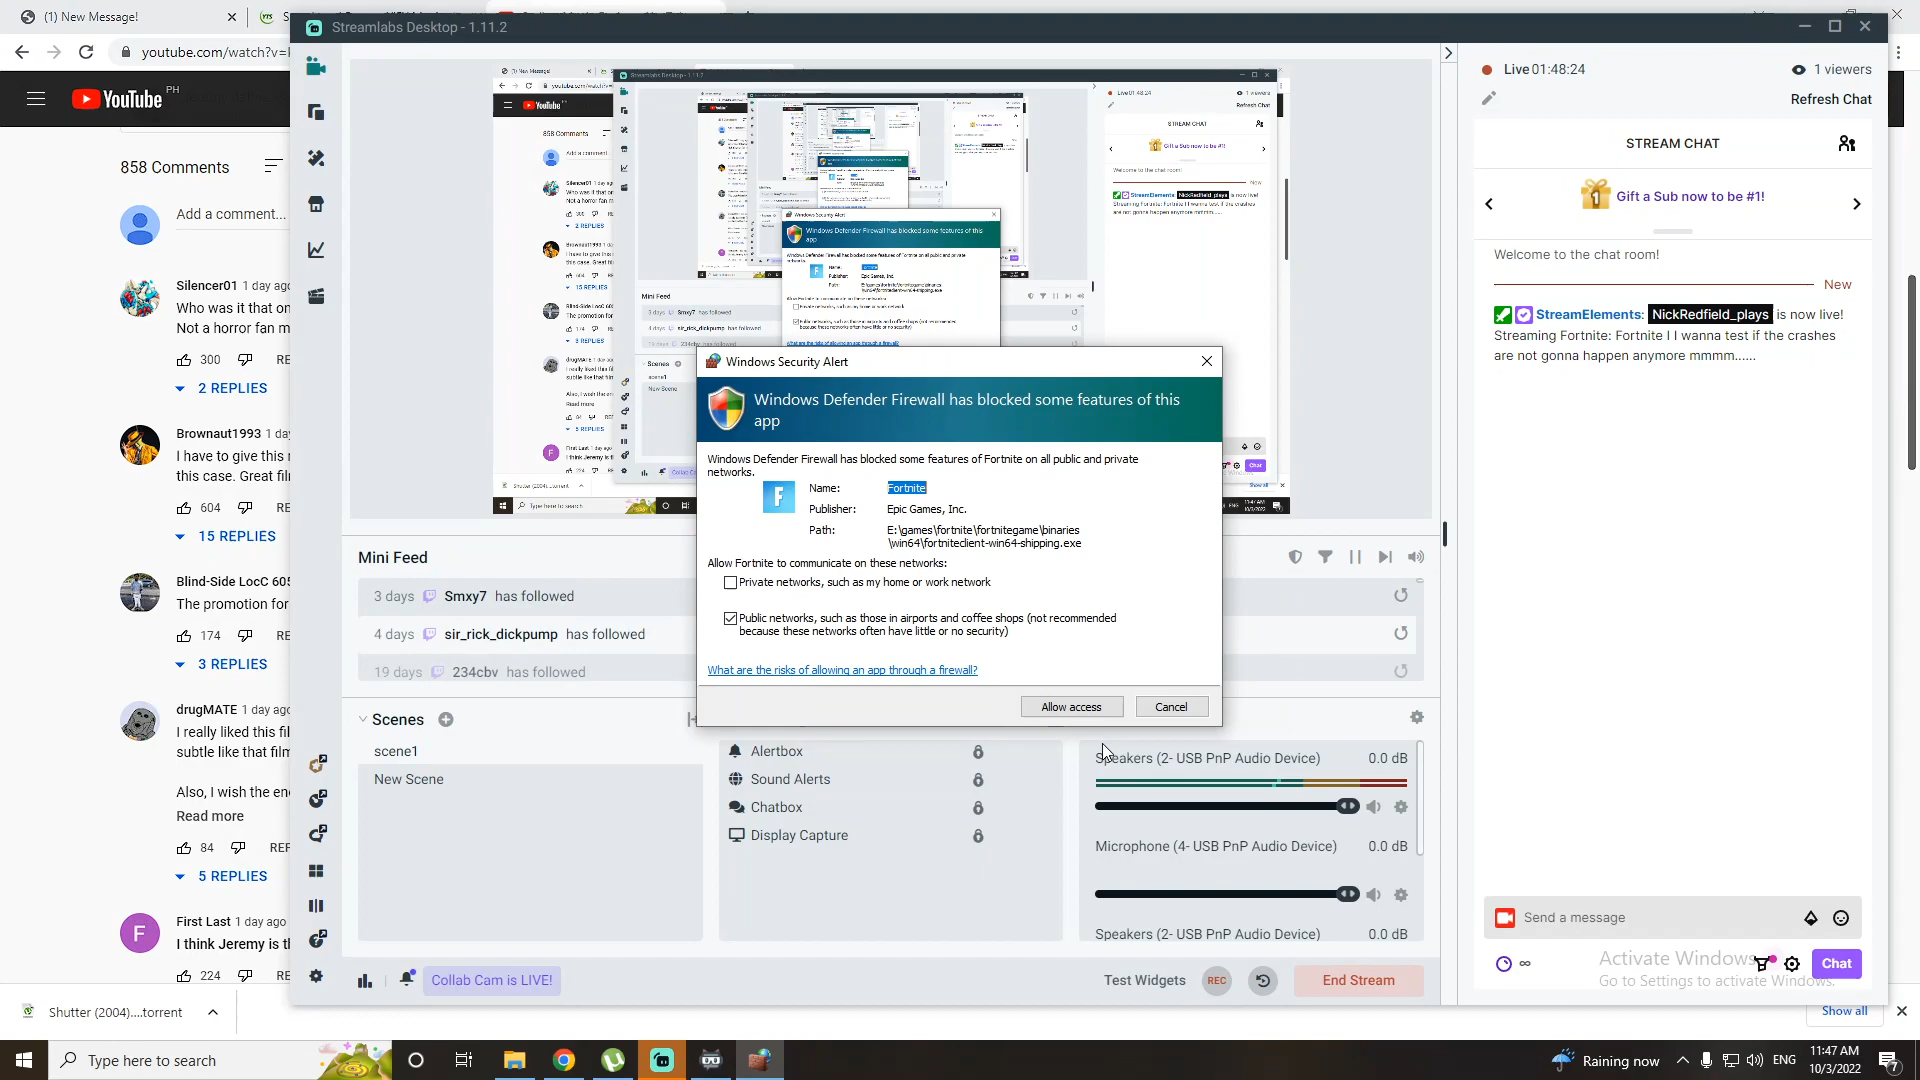 (1) New Message!
YTS
youtube.com/watch?v=
YouTube PH
858 Comments
Add a comment...
Silencer01 1 day ago
Who was it that on
Not a horror fan m
300
RE
2 REPLIES
Brownaut1993 1 day
I have to give this
this case. Great fil
604
RE
15 REPLIES
Blind-Side LocC 605
The promotion for
174
RE
3 REPLIES
drugMATE 1 day ago
I really liked this fil
subtle like that film
Also, I wish the en
Read more
84
REP
5 REPLIES
First Last 1 day ago
I think Jeremy is t
224
RE
Shutter (2004)....torrent
Show all
Streamlabs Desktop - 1.11.2
Mini Feed
3 days Smxy7 has followed
4 days sir_rick_dickpump has followed
19 days 234cbv has followed
Scenes
scene1
New Scene
Alertbox
Sound Alerts
Chatbox
Display Capture
Speakers (2- USB PnP Audio Device) 0.0 dB
Microphone (4- USB PnP Audio Device) 0.0 dB
Speakers (2- USB PnP Audio Device) 0.0 dB
Collab Cam is LIVE!
Test Widgets
REC
End Stream
Windows Security Alert
Windows Defender Firewall has blocked some features of this
app
Windows Defender Firewall has blocked some features of Fortnite on all public and private
networks.
F
Name: Fortnite
Publisher: Epic Games, Inc.
Path: E:\games\fortnite\fortnitegame\binaries
\win64\fortniteclient-win64-shipping.exe
Allow Fortnite to communicate on these networks:
Private networks, such as my home or work network
Public networks, such as those in airports and coffee shops (not recommended
because these networks often have little or no security)
What are the risks of allowing an app through a firewall?
Allow access
Cancel
Live 01:48:24
1 viewers
Refresh Chat
STREAM CHAT
1
Gift a Sub now to be #1!
Welcome to the chat room!
New
StreamElements: NickRedfield_plays is now live!
Streaming Fortnite: Fortnite I I wanna test if the crashes
are not gonna happen anymore mmmm......
Send a message
∞
Chat
Activate Windows
Go to Settings to activate Windows.
Type here to search
Raining now
ENG
11:47 AM
10/3/2022
7